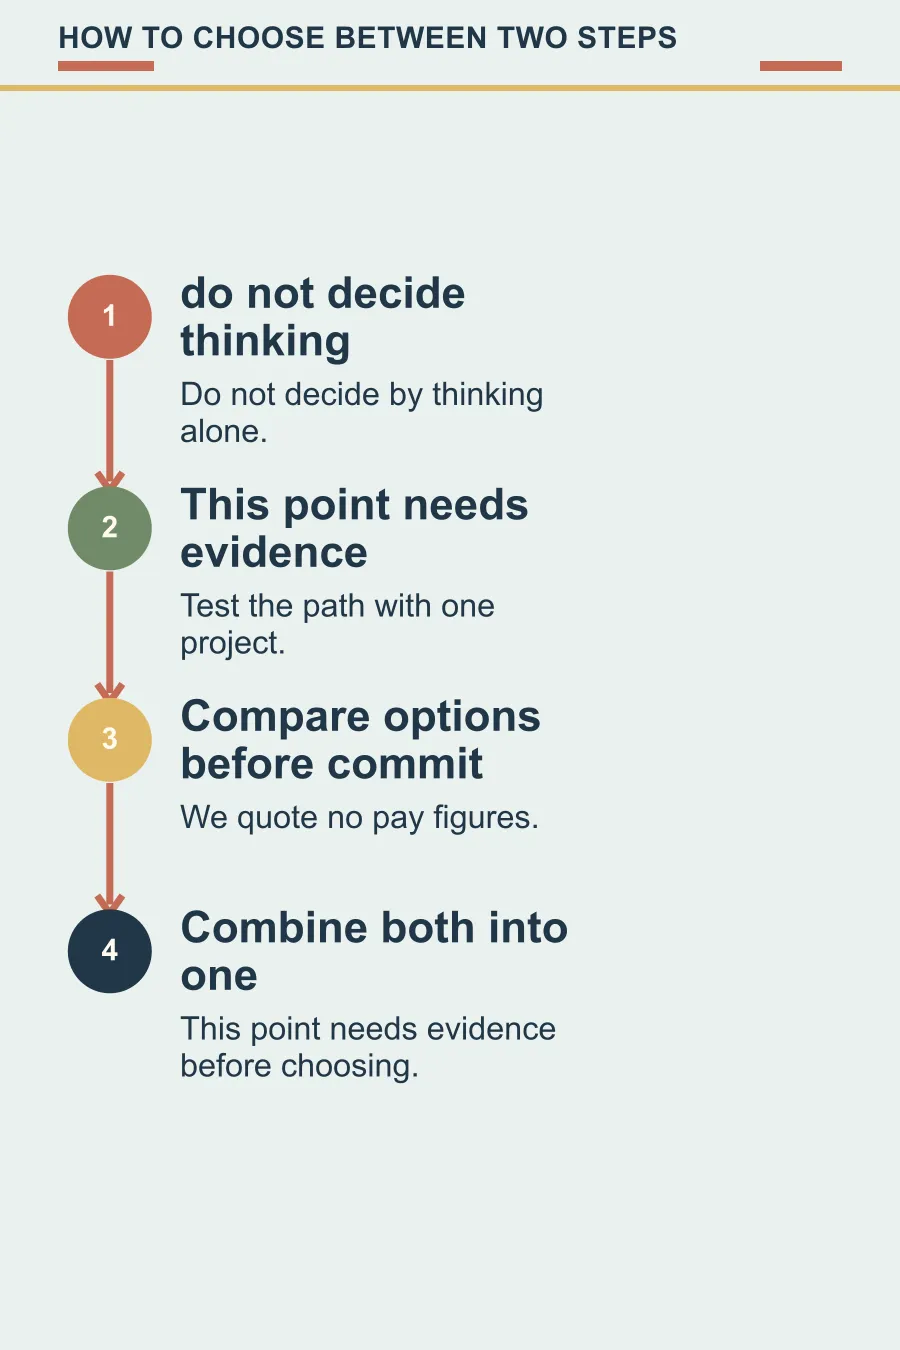 HOW TO CHOOSE BETWEEN TWO STEPS
1
do not decide
thinking
Do not decide by thinking
alone.
2
This point needs
evidence
Test the path with one
project.
3
Compare options
before commit
We quote no pay figures.
4
Combine both into
one
This point needs evidence
before choosing.